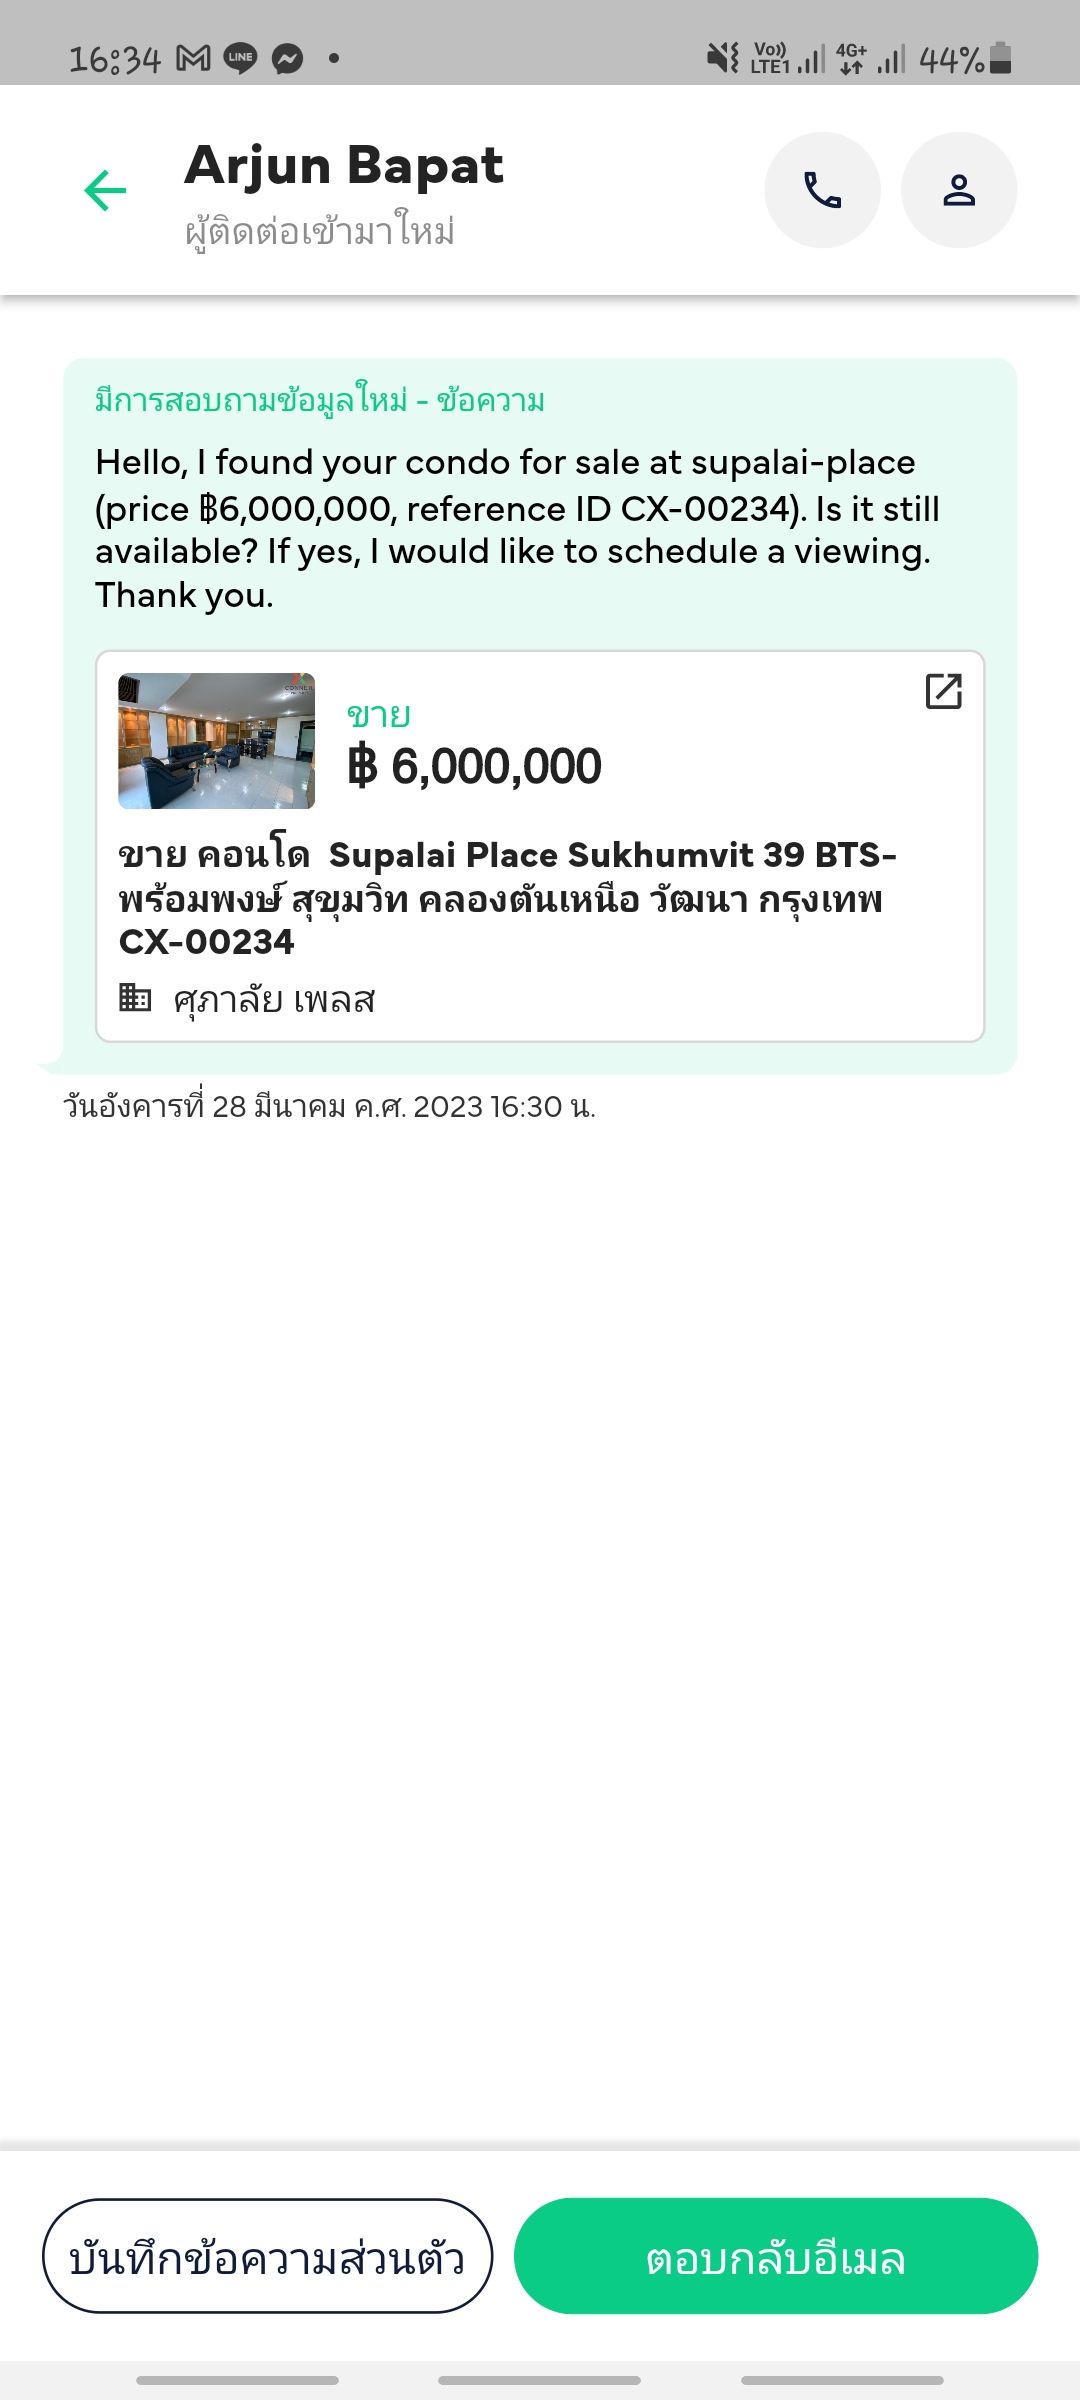 16:34
LINE
Vo))
LTE1
4G+
44%
Arjun Bapat
ผู้ติดต่อเข้ามาใหม่
มีการสอบถามข้อมูลใหม่ - ข้อความ
Hello, I found your condo for sale at supalai-place
(price ฿6,000,000, reference ID CX-00234). Is it still
available? If yes, I would like to schedule a viewing.
Thank you.
ขาย
฿ 6,000,000
ขาย คอนโด  Supalai Place Sukhumvit 39 BTS-
พร้อมพงษ์ สุขุมวิท คลองตันเหนือ วัฒนา กรุงเทพ
CX-00234
ศุภาลัย เพลส
วันอังคารที่ 28 มีนาคม ค.ศ. 2023 16:30 น.
บันทึกข้อความส่วนตัว
ตอบกลับอีเมล